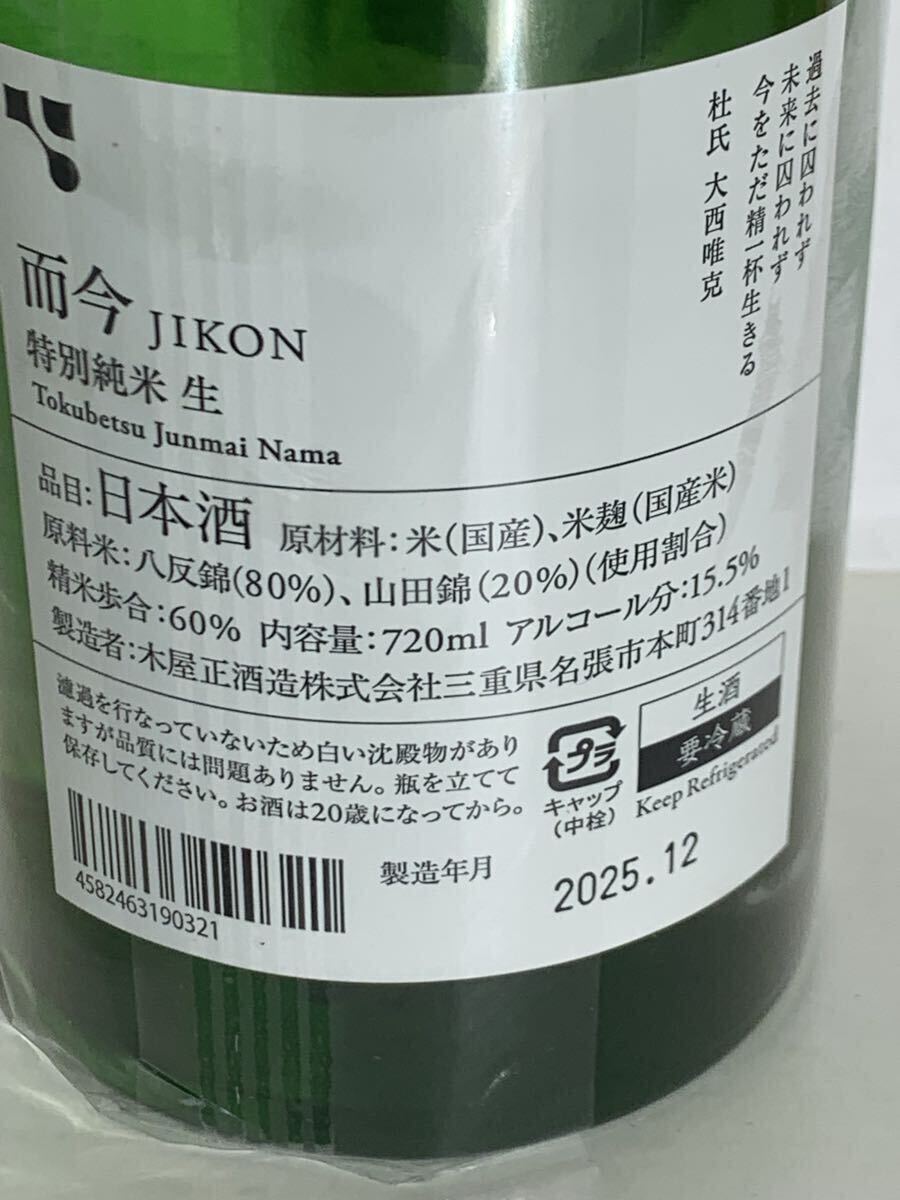 過去に囚われず
未来に囚われず
今をただ精一杯生きる
杜氏 大西唯克
而今 JIKON
特別純米 生
Tokubetsu Junmai Nama
品目:日本酒 原材料:米(国産)、米麹(国産米)
原料米:八反錦(80%)、山田錦(20%)(使用割合)
精米歩合:60% 内容量:720ml アルコール分:15.5%
製造者:木屋正酒造株式会社三重県名張市本町314番地1
濾過を行なっていないため白い沈殿物があり
ますが品質には問題ありません。瓶を立てて
保存してください。お酒は20歳になってから。
プラ
キャップ
(中栓)
生酒
要冷蔵
Keep Refrigerated
製造年月 2025.12
4582463190321